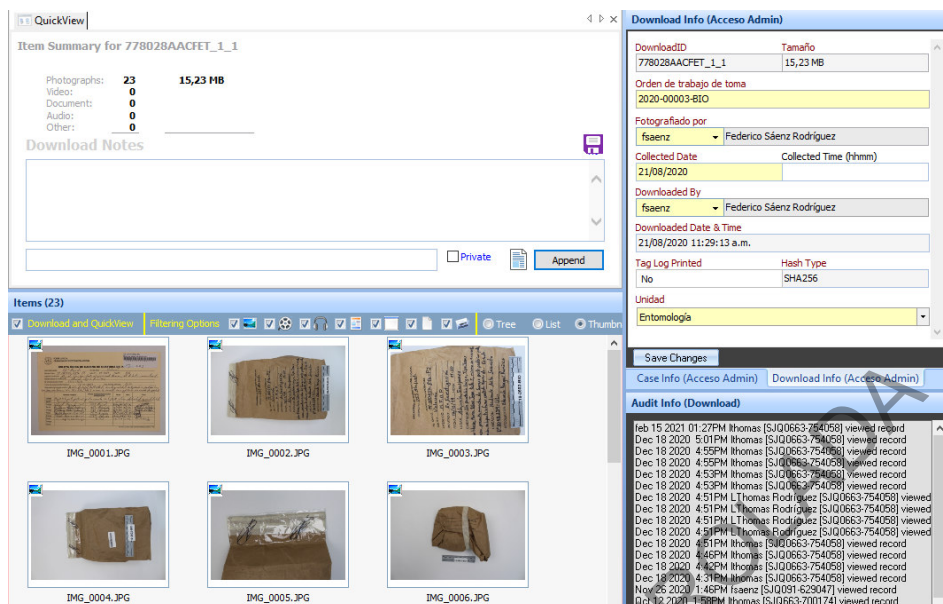 QuickView
Item Summary for 778028AACFET_1_1
Photographs: 23 15,23 MB
Video: 0
Document: 0
Audio: 0
Other: 0
Download Notes
Private
Append
Items (23)
Download and QuickView Filtering Options Tree List Thumbn
IMG_0001.JPG IMG_0002.JPG IMG_0003.JPG
IMG_0004.JPG IMG_0005.JPG IMG_0006.JPG
Download Info (Acceso Admin)
DownloadID Tamaño
778028AACFET_1_1 15,23 MB
Orden de trabajo de toma
2020-00003-BIO
Fotografiado por
fsaenz Federico Sáenz Rodríguez
Collected Date Collected Time (hhmm)
21/08/2020
Downloaded By
fsaenz Federico Sáenz Rodríguez
Downloaded Date & Time
21/08/2020 11:29:13 a.m.
Tag Log Printed Hash Type
No SHA256
Unidad
Entomología
Save Changes
Case Info (Acceso Admin) Download Info (Acceso Admin)
Audit Info (Download)
feb 15 2021 01:27PM lthomas [SJQ0663-754058] viewed record
Dec 18 2020 5:01PM lthomas [SJQ0663-754058] viewed record
Dec 18 2020 4:55PM lthomas [SJQ0663-754058] viewed record
Dec 18 2020 4:55PM lthomas [SJQ0663-754058] viewed record
Dec 18 2020 4:53PM lthomas [SJQ0663-754058] viewed record
Dec 18 2020 4:53PM lthomas [SJQ0663-754058] viewed record
Dec 18 2020 4:51PM LThomas Rodríguez [SJQ0663-754058] viewed
Dec 18 2020 4:51PM LThomas Rodríguez [SJQ0663-754058] viewed
Dec 18 2020 4:51PM LThomas Rodríguez [SJQ0663-754058] viewed
Dec 18 2020 4:51PM LThomas Rodríguez [SJQ0663-754058] viewed
Dec 18 2020 4:51PM lthomas [SJQ0663-754058] viewed record
Dec 18 2020 4:46PM lthomas [SJQ0663-754058] viewed record
Dec 18 2020 4:42PM lthomas [SJQ0663-754058] viewed record
Dec 18 2020 4:31PM lthomas [SJQ0663-754058] viewed record
Nov 26 2020 1:46PM fsaenz [SJQ091-629047] viewed record
Oct 12 2020 1:58PM lthomas [SJQ0663-700174] viewed record
ROLADA